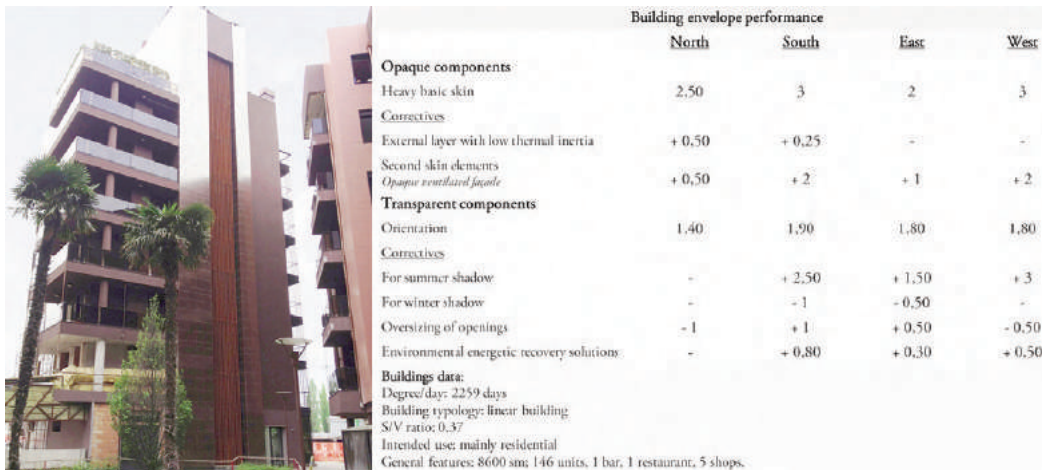 Building envelope performance
North South East West
Opaque components
Heavy basic skin 2.50 3 2 3
Correctives
External layer with low thermal inertia + 0,50 + 0,25 - -
Second skin elements
Opaque ventilated façade + 0,50 + 2 + 1 + 2
Transparent components
Orientation 1.40 1.90 1.80 1.80
Correctives
For summer shadow - + 2,50 + 1,50 + 3
For winter shadow - - 1 - 0,50 -
Oversizing of openings - 1 + 1 + 0,50 - 0,50
Environmental energetic recovery solutions - + 0,80 + 0,30 + 0,50
Buildings data:
Degree/day: 2259 days
Building typology: linear building
S/V ratio: 0,37
Intended use: mainly residential
General features: 8600 sm; 146 units, 1 bar, 1 restaurant, 5 shops.